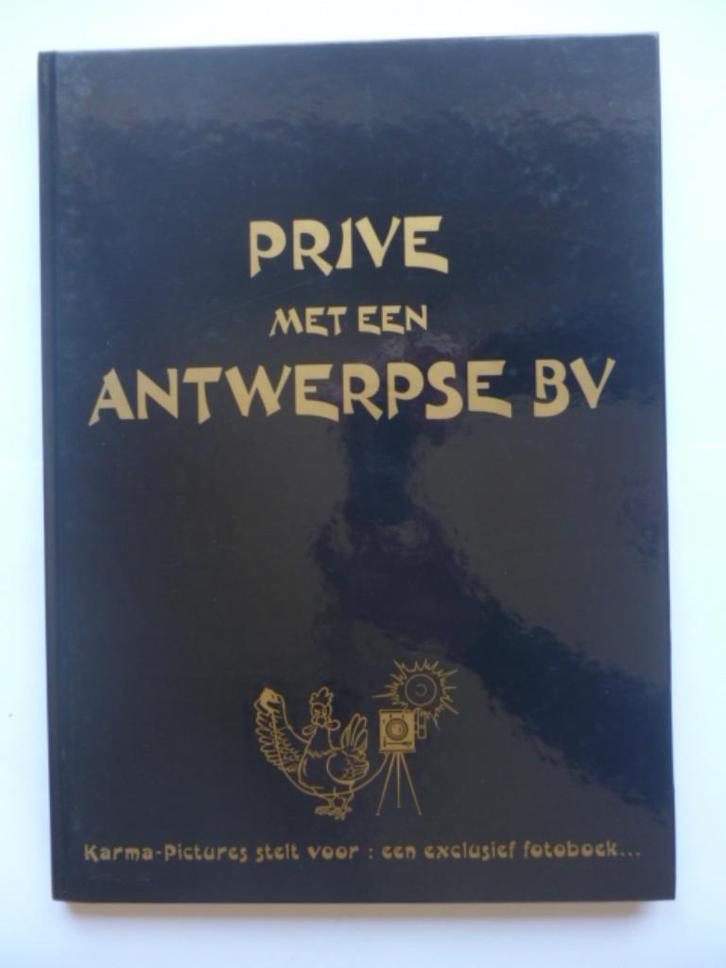 PRIVE
MET EEN
ANTWERPSE BV
Karma-Pictures stelt voor : een exclusief fotoboek...